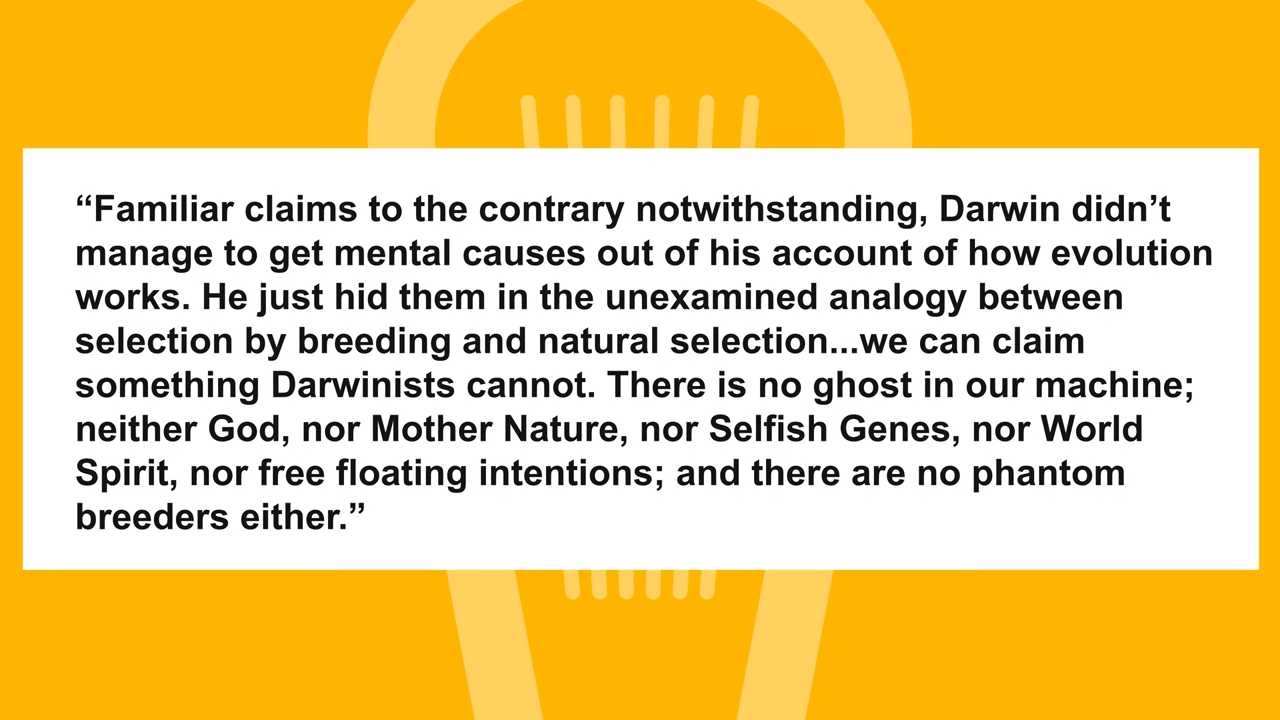 “Familiar claims to the contrary notwithstanding, Darwin didn’t
manage to get mental causes out of his account of how evolution
works. He just hid them in the unexamined analogy between
selection by breeding and natural selection...we can claim
something Darwinists cannot. There is no ghost in our machine;
neither God, nor Mother Nature, nor Selfish Genes, nor World
Spirit, nor free floating intentions; and there are no phantom
breeders either.”